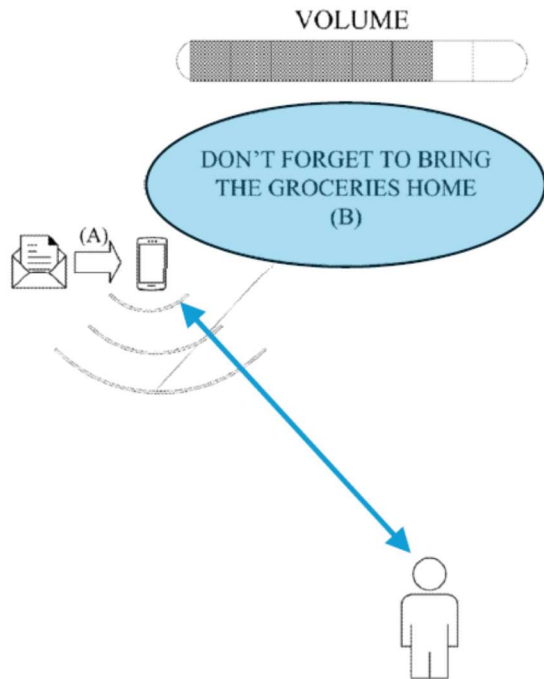 VOLUME
DON'T FORGET TO BRING
THE GROCERIES HOME
(B)
(A)